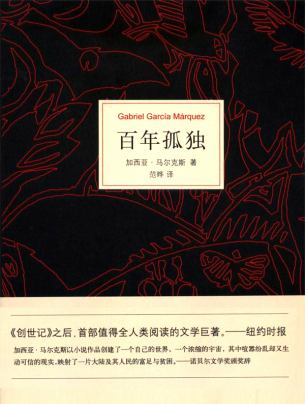 Gabriel García Márquez
百年孤独
加西亚·马尔克斯 著
范晔 译
《创世记》之后，首部值得全人类阅读的文学巨著。——纽约时报
加西亚·马尔克斯以小说作品创建了一个自己的世界，一个浓缩的宇宙，其中喧嚣纷乱却又生
动可信的现实，映射了一片大陆及其人民的富足与贫困。——诺贝尔文学奖颁奖辞